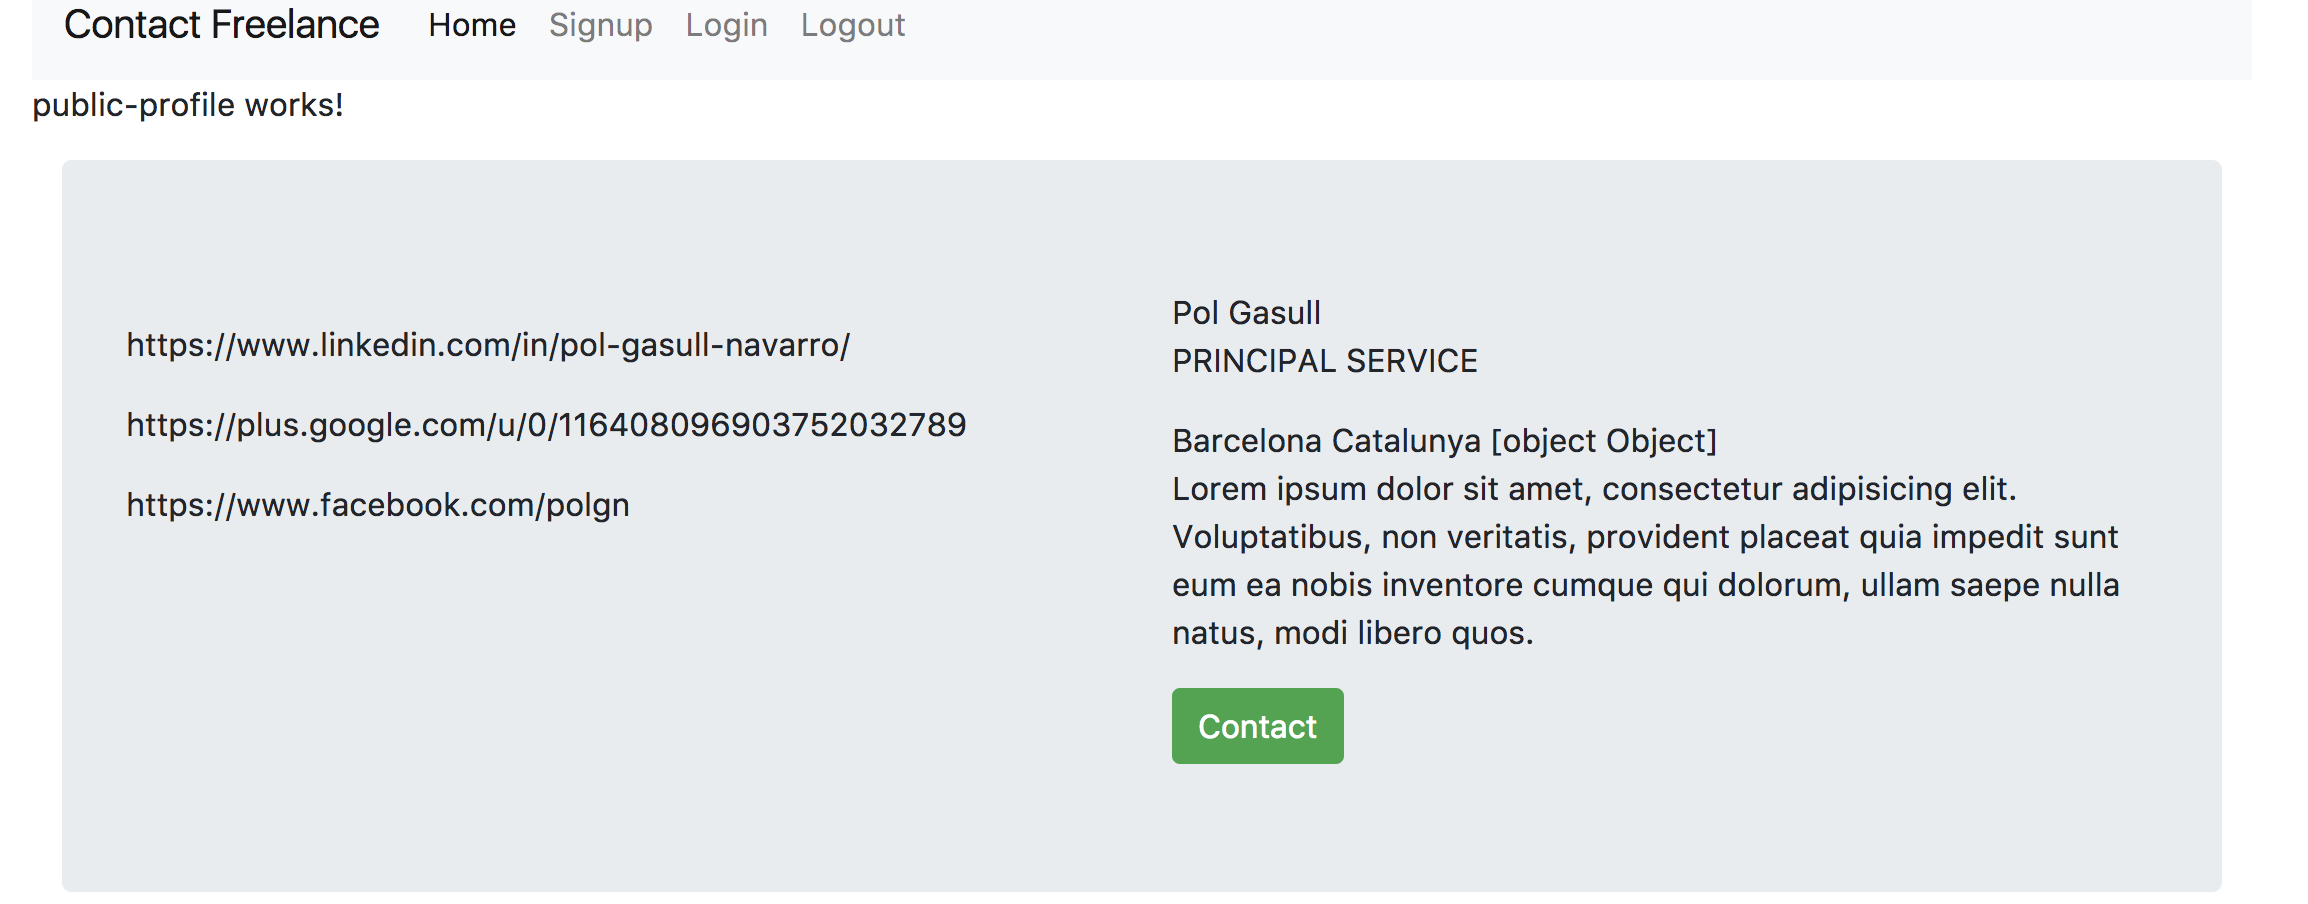 Contact Freelance Home Signup Login Logout
public-profile works!
https://www.linkedin.com/in/pol-gasull-navarro/
https://plus.google.com/u/0/116408096903752032789
https://www.facebook.com/polgn
Pol Gasull
PRINCIPAL SERVICE
Barcelona Catalunya [object Object]
Lorem ipsum dolor sit amet, consectetur adipisicing elit.
Voluptatibus, non veritatis, provident placeat quia impedit sunt
eum ea nobis inventore cumque qui dolorum, ullam saepe nulla
natus, modi libero quos.
Contact